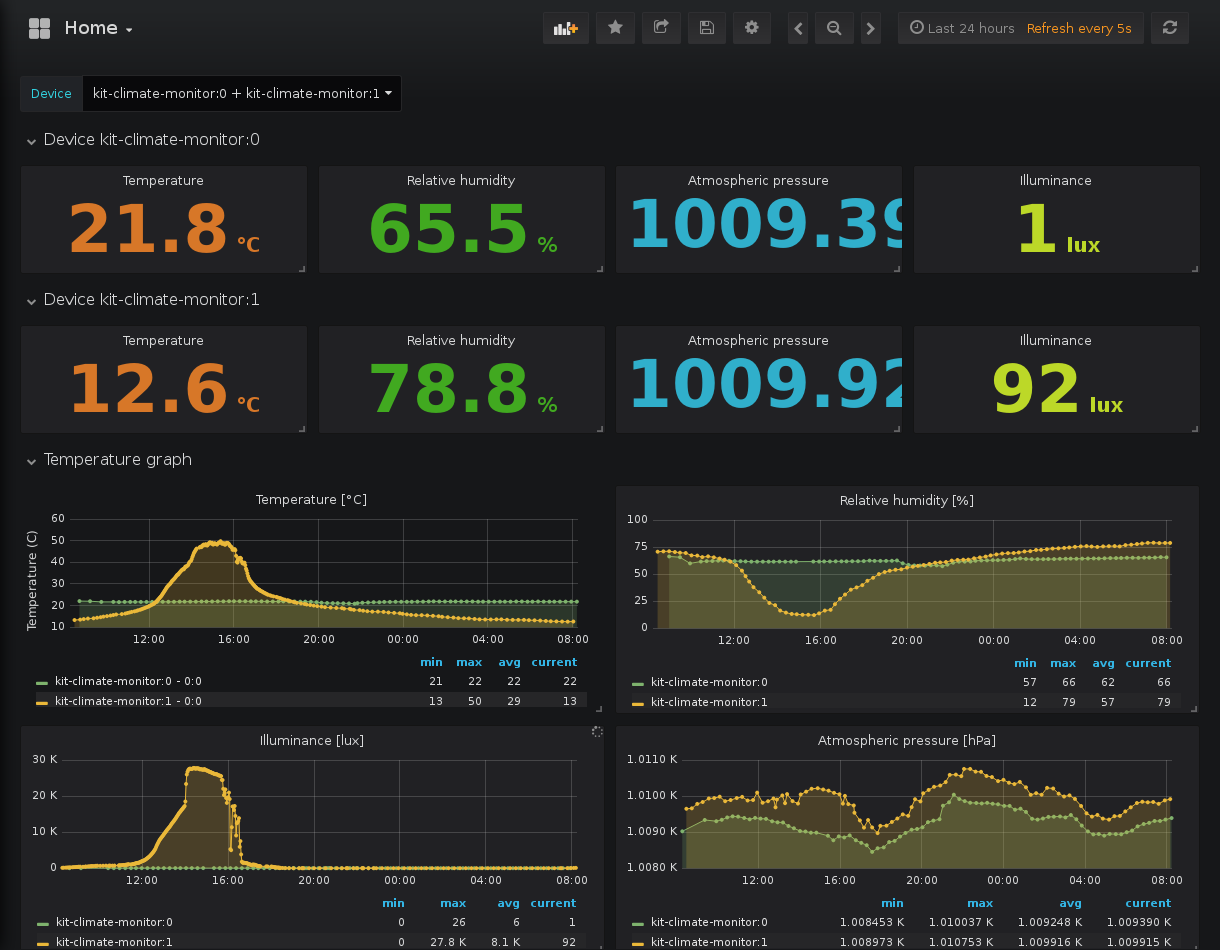 Home
Last 24 hours Refresh every 5s
Device kit-climate-monitor:0 + kit-climate-monitor:1
Device kit-climate-monitor:0
Temperature Relative humidity Atmospheric pressure Illuminance
21.8 °C 65.5 % 1009.39 1 lux
Device kit-climate-monitor:1
Temperature Relative humidity Atmospheric pressure Illuminance
12.6 °C 78.8 % 1009.92 92 lux
Temperature graph
Temperature [°C]
Temperature (C)
60
50
40
30
20
10
12:00 16:00 20:00 00:00 04:00 08:00
min max avg current
kit-climate-monitor:0 - 0:0 21 22 22 22
kit-climate-monitor:1 - 0:0 13 50 29 13
Relative humidity [%]
100
75
50
25
0
12:00 16:00 20:00 00:00 04:00 08:00
min max avg current
kit-climate-monitor:0 57 66 62 66
kit-climate-monitor:1 12 79 57 79
Illuminance [lux]
30 K
20 K
10 K
0
12:00 16:00 20:00 00:00 04:00 08:00
min max avg current
kit-climate-monitor:0 0 26 6 1
kit-climate-monitor:1 0 27.8 K 8.1 K 92
Atmospheric pressure [hPa]
1.0110 K
1.0100 K
1.0090 K
1.0080 K
12:00 16:00 20:00 00:00 04:00 08:00
min max avg current
kit-climate-monitor:0 1.008453 K 1.010037 K 1.009248 K 1.009390 K
kit-climate-monitor:1 1.008973 K 1.010753 K 1.009916 K 1.009915 K